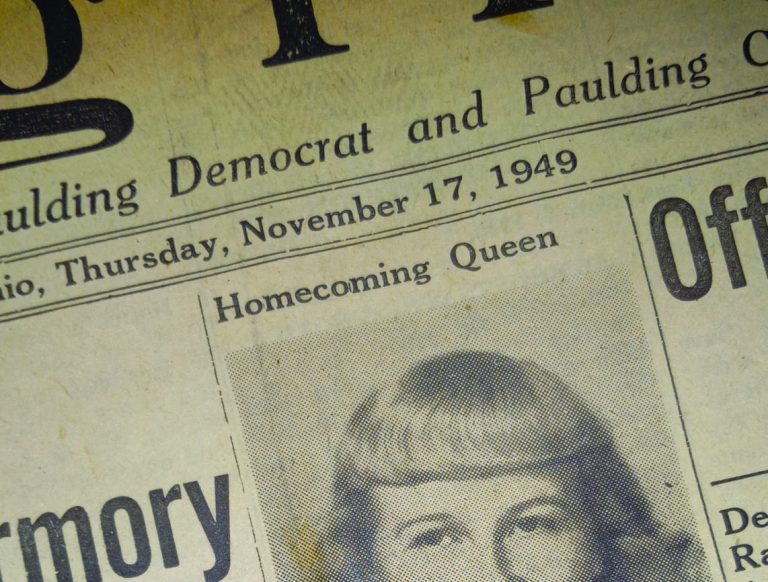 aulding Democrat and Paulding C
io, Thursday, November 17, 1949
Homecoming Queen
Off
rmory
De
Ra